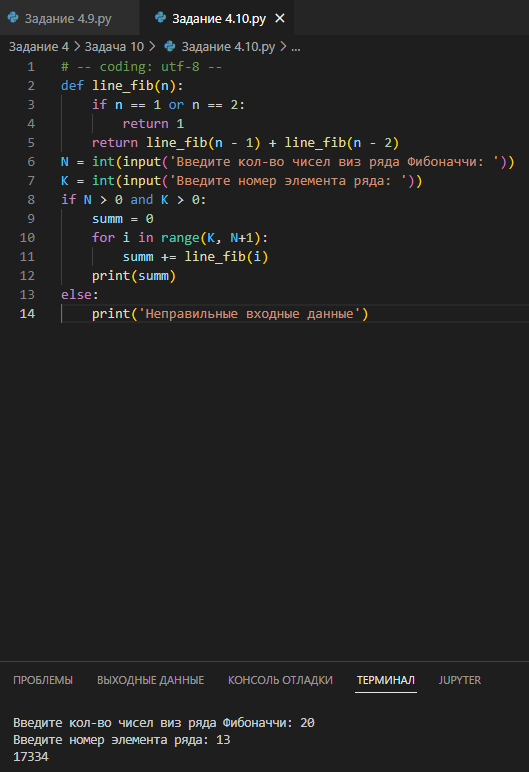 Задание 4.9.py Задание 4.10.py
Задание 4 > Задача 10 > Задание 4.10.py > ...
1 # -- coding: utf-8 --
2 def line_fib(n):
3     if n == 1 or n == 2:
4         return 1
5     return line_fib(n - 1) + line_fib(n - 2)
6 N = int(input('Введите кол-во чисел виз ряда Фибоначчи: '))
7 K = int(input('Введите номер элемента ряда: '))
8 if N > 0 and K > 0:
9     summ = 0
10     for i in range(K, N+1):
11         summ += line_fib(i)
12     print(summ)
13 else:
14     print('Неправильные входные данные')
ПРОБЛЕМЫ ВЫХОДНЫЕ ДАННЫЕ КОНСОЛЬ ОТЛАДКИ ТЕРМИНАЛ JUPYTER
Введите кол-во чисел виз ряда Фибоначчи: 20
Введите номер элемента ряда: 13
17334